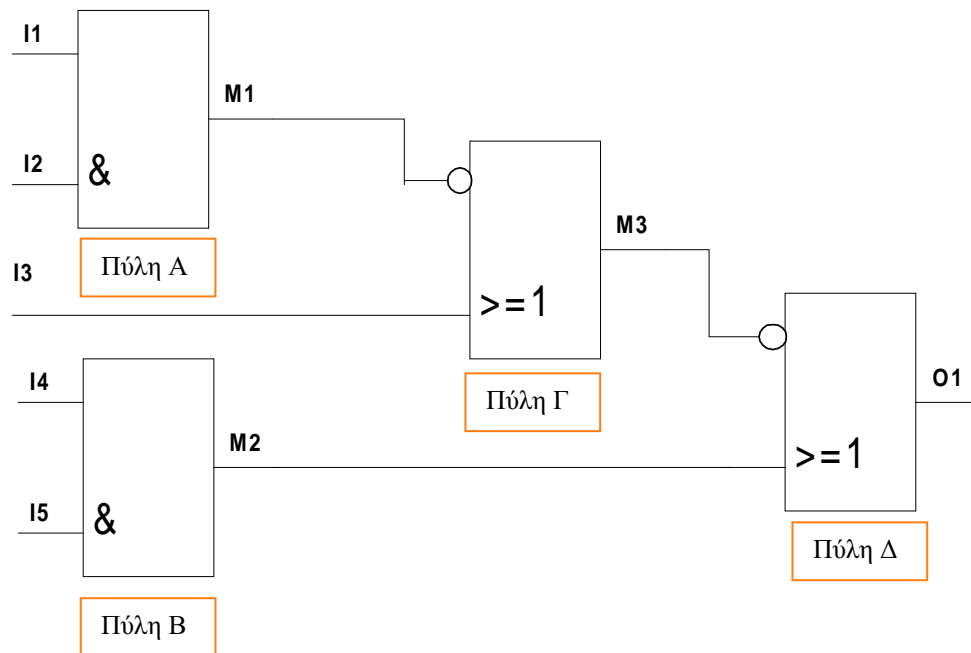 I1
M1
I2
&
Πύλη Α
I3
M3
>=1
Πύλη Γ
I4
M2
I5
&
Πύλη Β
O1
>=1
Πύλη Δ